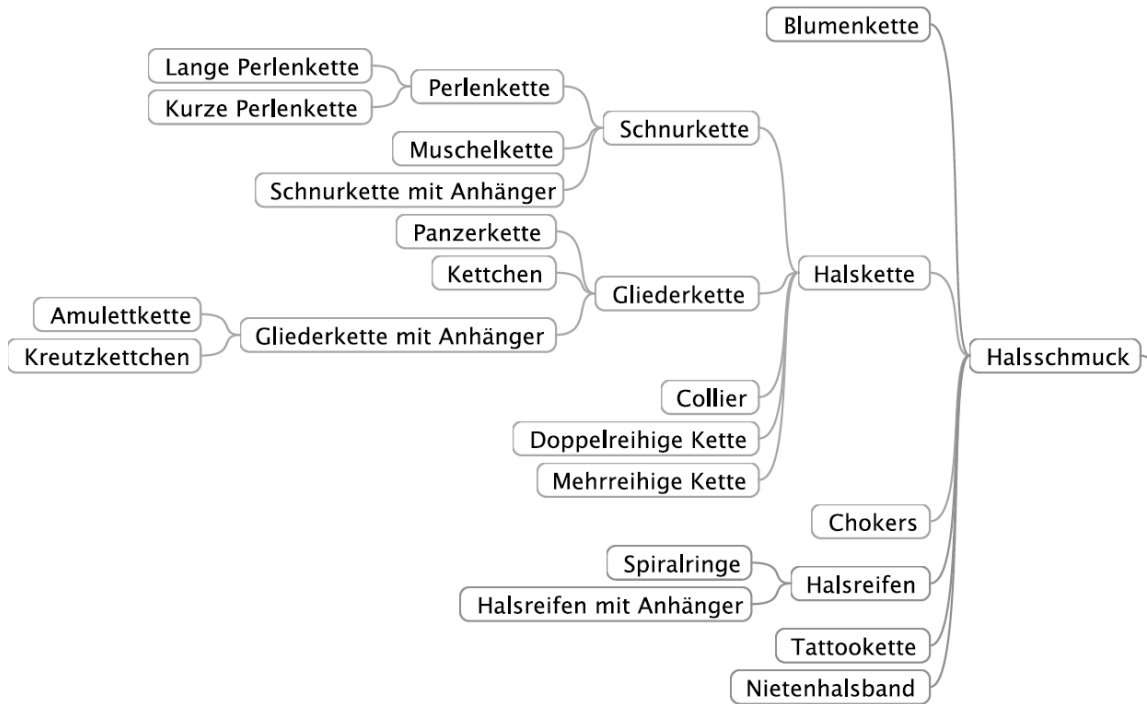 Blumenkette
Lange Perlenkette
Perlenkette
Kurze Perlenkette
Schnurkette
Muschelkette
Schnurkette mit Anhänger
Panzerkette
Kettchen
Halskette
Gliederkette
Amulettkette
Gliederkette mit Anhänger
Kreutzkettchen
Halsschmuck
Collier
Doppelreihige Kette
Mehrreihige Kette
Chokers
Spiralringe
Halsreifen
Halsreifen mit Anhänger
Tattookette
Nietenhalsband